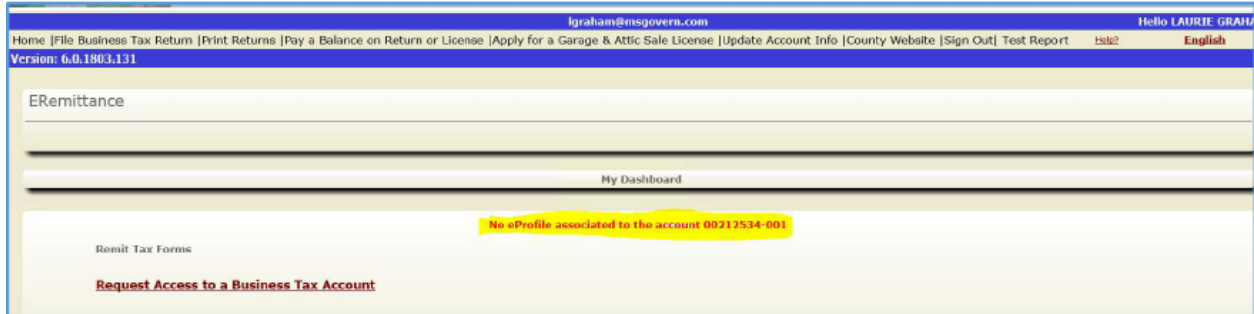 lgraham@msgovern.com Hello LAURIE GRAHA
Home |File Business Tax Return |Print Returns |Pay a Balance on Return or License |Apply for a Garage & Attic Sale License |Update Account Info |County Website |Sign Out| Test Report Help? English
Version: 6.0.1803.131
ERemittance
My Dashboard
No eProfile associated to the account 00212534-001
Remit Tax Forms
Request Access to a Business Tax Account